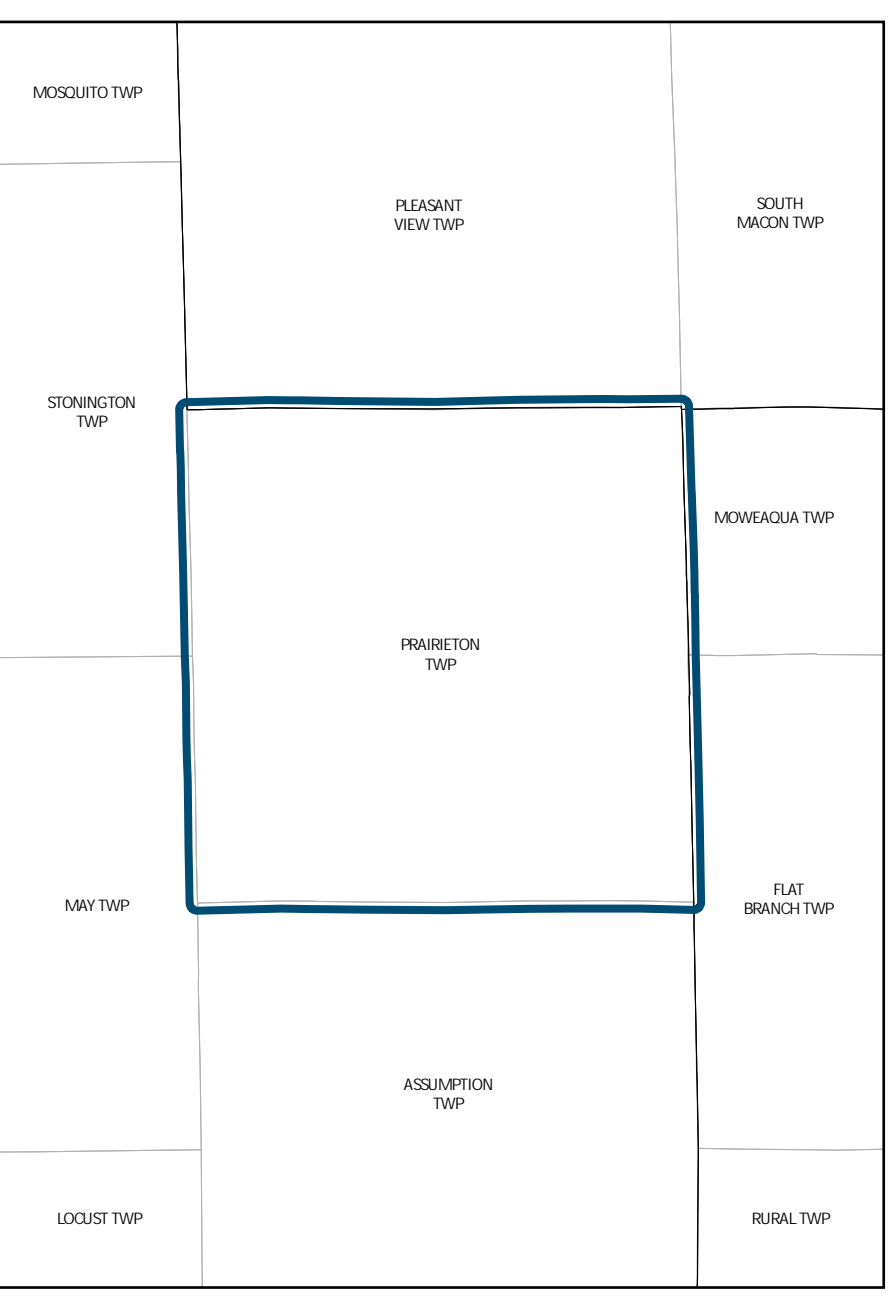 MOSQUITO TWP
PLEASANT
VIEW TWP
SOUTH
MACON TWP
STONINGTON
TWP
MOWEAQUA TWP
PRAIRIETON
TWP
MAY TWP
FLAT
BRANCH TWP
ASSUMPTION
TWP
LOCUST TWP
RURAL TWP